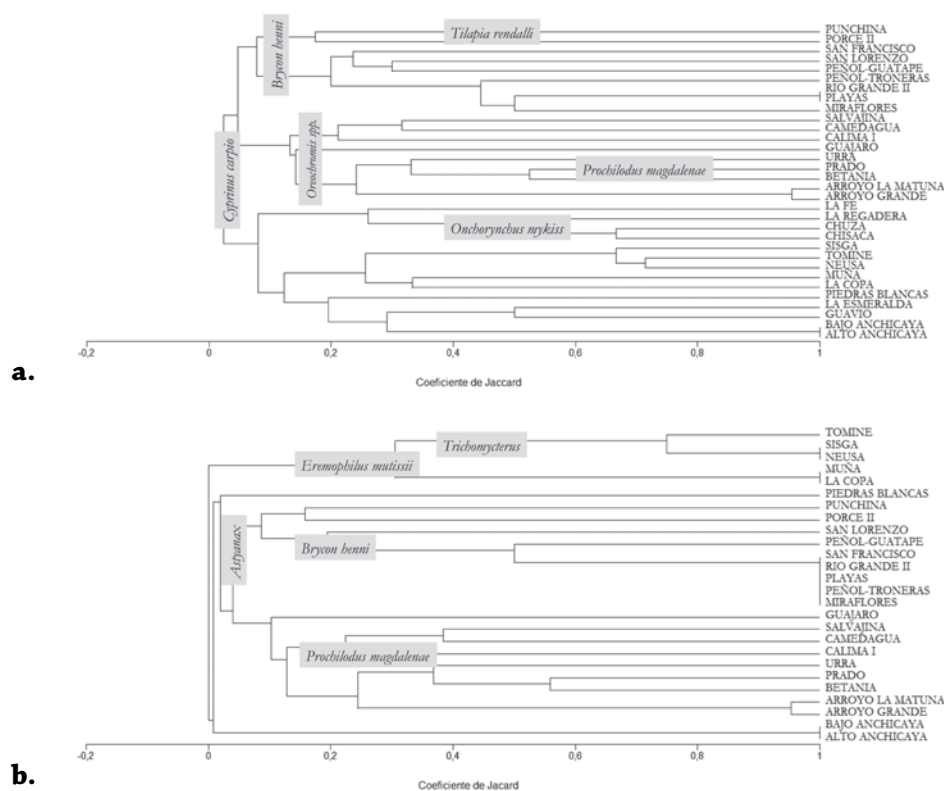 PUNCHINA
Tilapia rendalli
PORCE II
Brycon henni
SAN FRANCISCO
SAN LORENZO
PEÑOL-GUATAPE
PEÑOL-TRONERAS
RIO GRANDE II
PLAYAS
MIRAFLORES
SALVAJINA
CAMEDAGUA
CALIMA I
Oreochromis spp.
GUAJARO
Cyprinus carpio
URRA
PRADO
Prochilodus magdalenae
BETANIA
ARROYO LA MATUNA
ARROYO GRANDE
LA FE
LA REGADERA
Onchorynchus mykiss
CHUZA
CHISACA
SISGA
TOMINE
NEUSA
MUÑA
LA COPA
PIEDRAS BLANCAS
LA ESMERALDA
GUAVIO
BAJO ANCHICAYA
ALTO ANCHICAYA
-0,2 0 0,2 0,4 0,6 0,8 1
a.
Coeficiente de Jaccard
TOMINE
Trichomycterus
SISGA
NEUSA
Eremophilus mutissii
MUÑA
LA COPA
PIEDRAS BLANCAS
PUNCHINA
PORCE II
Astyanax
SAN LORENZO
Brycon henni
PEÑOL-GUATAPE
SAN FRANCISCO
RIO GRANDE II
PLAYAS
PEÑOL-TRONERAS
MIRAFLORES
GUAJARO
SALVAJINA
CAMEDAGUA
Prochilodus magdalenae
CALIMA I
URRA
PRADO
BETANIA
ARROYO LA MATUNA
ARROYO GRANDE
BAJO ANCHICAYA
ALTO ANCHICAYA
-0,2 0 0,2 0,4 0,6 0,8 1
b.
Coeficiente de Jacard